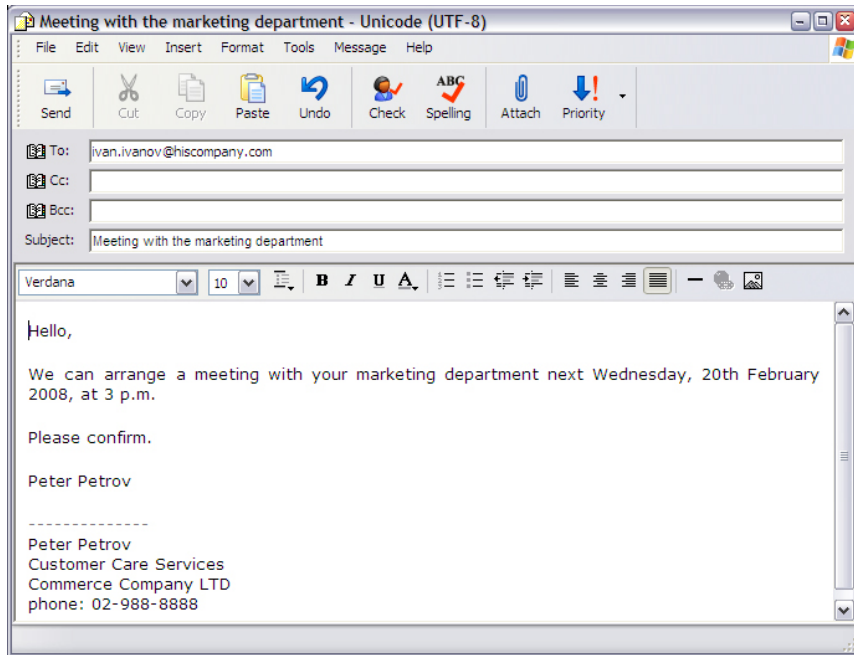 Meeting with the marketing department - Unicode (UTF-8)
File Edit View Insert Format Tools Message Help
ABC
Send Cut Copy Paste Undo Check Spelling Attach Priority
To: ivan.ivanov@hiscompany.com
Cc:
Bcc:
Subject: Meeting with the marketing department
Verdana 10 B I U A
Hello,
We can arrange a meeting with your marketing department next Wednesday, 20th February
2008, at 3 p.m.
Please confirm.
Peter Petrov
--------------
Peter Petrov
Customer Care Services
Commerce Company LTD
phone: 02-988-8888